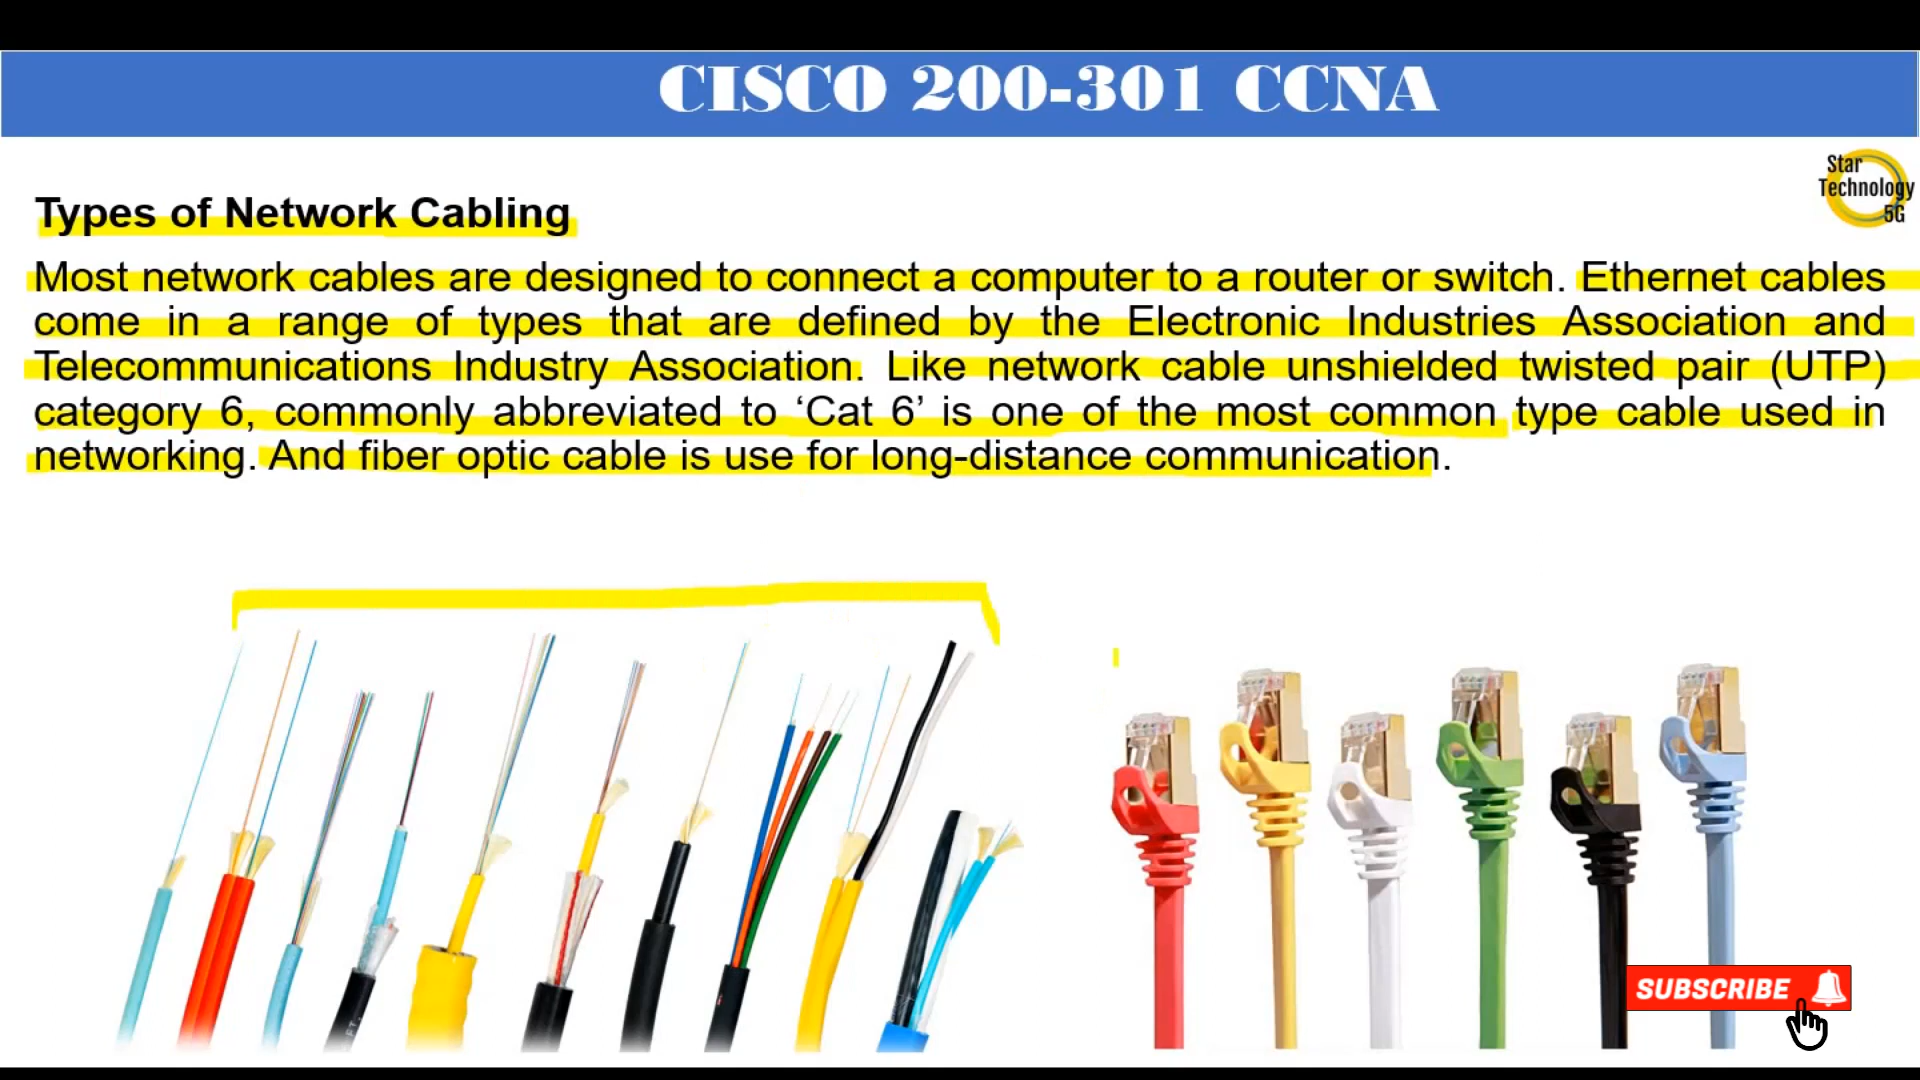 CISCO 200-301 CCNA
Star
Technology
5G
Types of Network Cabling
Most network cables are designed to connect a computer to a router or switch. Ethernet cables
come in a range of types that are defined by the Electronic Industries Association and
Telecommunications Industry Association. Like network cable unshielded twisted pair (UTP)
category 6, commonly abbreviated to ‘Cat 6’ is one of the most common type cable used in
networking. And fiber optic cable is use for long-distance communication.
SUBSCRIBE